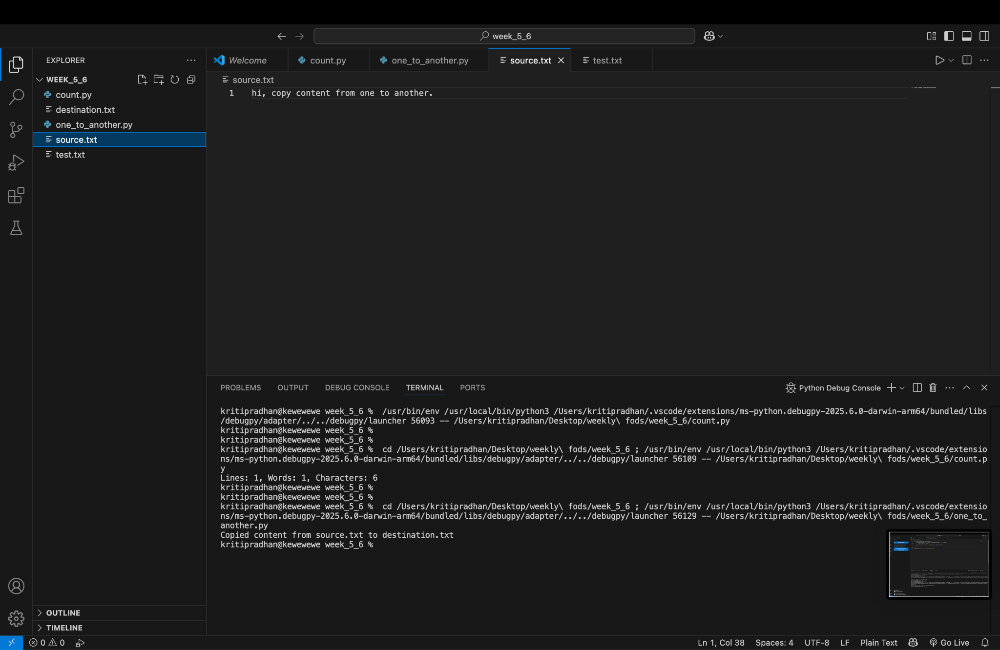 week_5_6
EXPLORER
WEEK_5_6
count.py
destination.txt
one_to_another.py
source.txt
test.txt
OUTLINE
TIMELINE
Welcome
count.py
one_to_another.py
source.txt
test.txt
source.txt
1 hi, copy content from one to another.
PROBLEMS OUTPUT DEBUG CONSOLE TERMINAL PORTS
Python Debug Console
kritipradhan@kewewewe week_5_6 % /usr/bin/env /usr/local/bin/python3 /Users/kritipradhan/.vscode/extensions/ms-python.debugpy-2025.6.0-darwin-arm64/bundled/libs
/debugpy/adapter/../../debugpy/launcher 56093 -- /Users/kritipradhan/Desktop/weekly\ fods/week_5_6/count.py
kritipradhan@kewewewe week_5_6 %
kritipradhan@kewewewe week_5_6 %
kritipradhan@kewewewe week_5_6 % cd /Users/kritipradhan/Desktop/weekly\ fods/week_5_6 ; /usr/bin/env /usr/local/bin/python3 /Users/kritipradhan/.vscode/extensio
ns/ms-python.debugpy-2025.6.0-darwin-arm64/bundled/libs/debugpy/adapter/../../debugpy/launcher 56109 -- /Users/kritipradhan/Desktop/weekly\ fods/week_5_6/count.p
y
Lines: 1, Words: 1, Characters: 6
kritipradhan@kewewewe week_5_6 %
kritipradhan@kewewewe week_5_6 %
kritipradhan@kewewewe week_5_6 % cd /Users/kritipradhan/Desktop/weekly\ fods/week_5_6 ; /usr/bin/env /usr/local/bin/python3 /Users/kritipradhan/.vscode/extensio
ns/ms-python.debugpy-2025.6.0-darwin-arm64/bundled/libs/debugpy/adapter/../../debugpy/launcher 56129 -- /Users/kritipradhan/Desktop/weekly\ fods/week_5_6/one_to_
another.py
Copied content from source.txt to destination.txt
kritipradhan@kewewewe week_5_6 %
0 0
Ln 1, Col 38 Spaces: 4 UTF-8 LF Plain Text Go Live